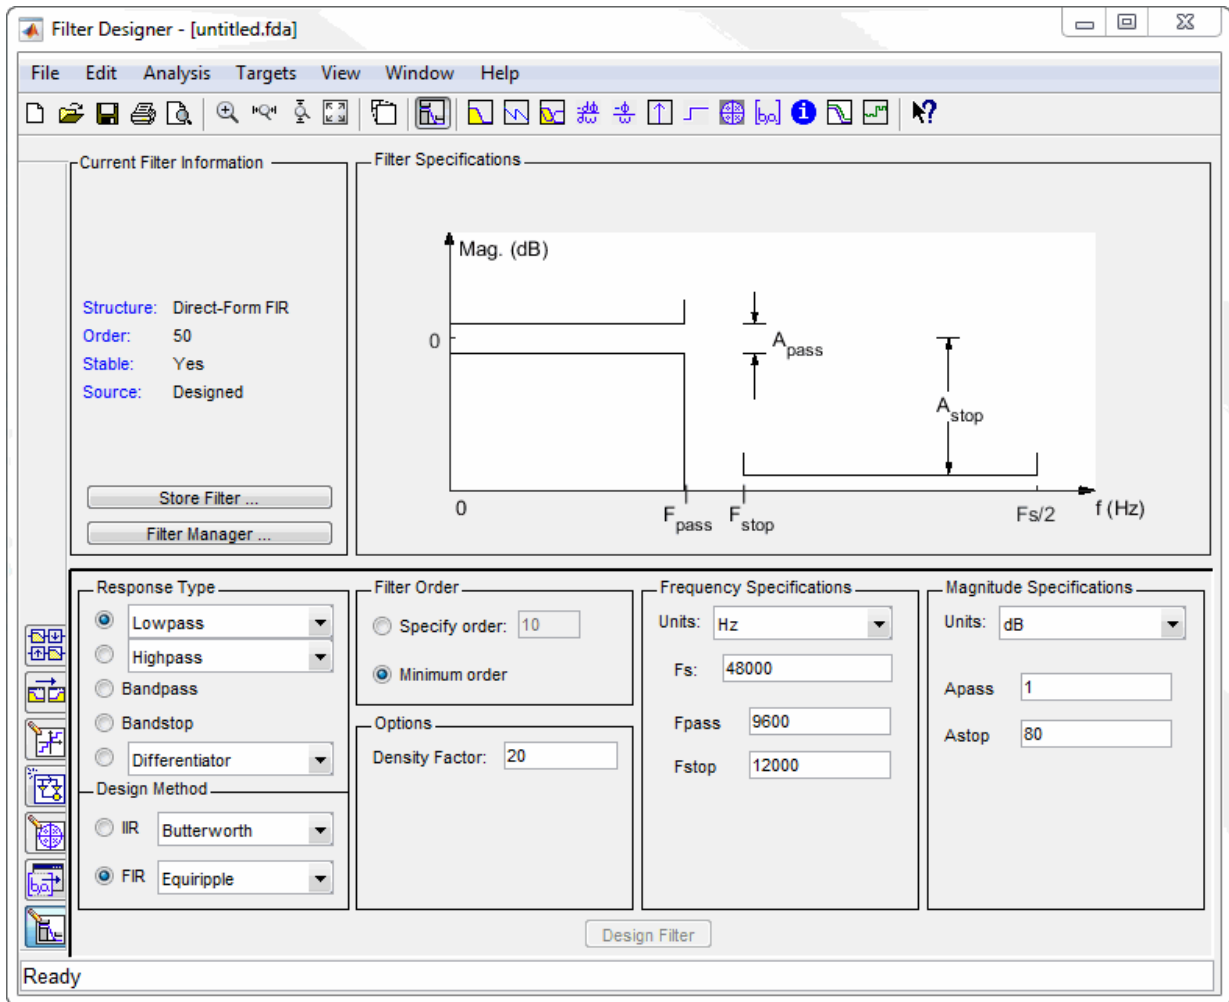 Filter Designer - [untitled.fda]
File Edit Analysis Targets View Window Help
Current Filter Information
Structure: Direct-Form FIR
Order: 50
Stable: Yes
Source: Designed
Store Filter ...
Filter Manager ...
Filter Specifications
Mag. (dB)
0
A pass
A stop
0
F pass
F stop
Fs/2
f (Hz)
Response Type
Lowpass
Highpass
Bandpass
Bandstop
Differentiator
Design Method
IIR Butterworth
FIR Equiripple
Filter Order
Specify order: 10
Minimum order
Options
Density Factor: 20
Frequency Specifications
Units: Hz
Fs: 48000
Fpass 9600
Fstop 12000
Magnitude Specifications
Units: dB
Apass 1
Astop 80
Design Filter
Ready